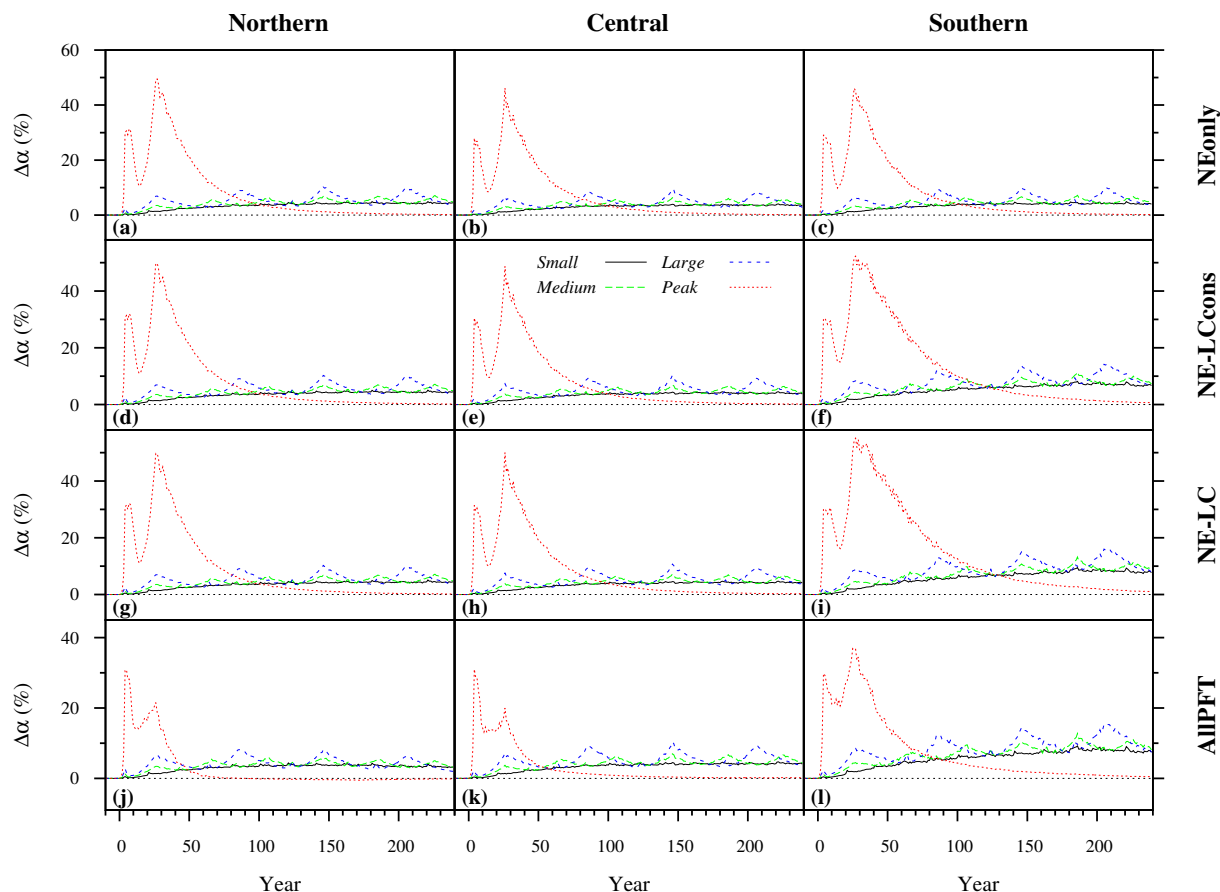 Northern Central Southern
60
40
20
0
Δα (%)
(a) (b) (c)
NEonly
Small Large
Medium Peak
40
20
0
Δα (%)
(d) (e) (f)
NE-LCcons
40
20
0
Δα (%)
(g) (h) (i)
NE-LC
40
20
0
Δα (%)
(j) (k) (l)
AllPFT
0 50 100 150 200 0 50 100 150 200 0 50 100 150 200
Year Year Year